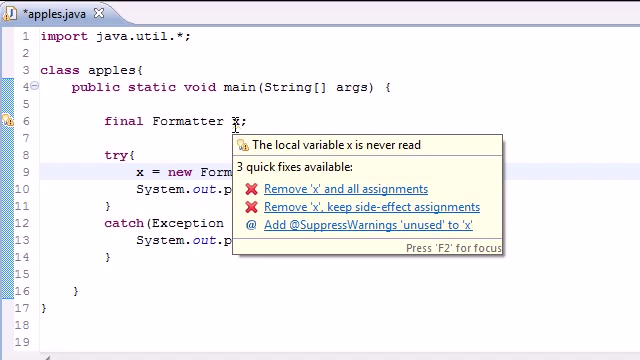 *apples.java
1 import java.util.*;
2
3 class apples{
4 public static void main(String[] args) {
5
6 final Formatter x;
7
8 try{
9 x = new Form
10 System.out.p
11 }
12 catch(Exception
13 System.out.p
14 }
15
16 }
17 }
18
19
The local variable x is never read
3 quick fixes available:
Remove 'x' and all assignments
Remove 'x', keep side-effect assignments
@ Add @SuppressWarnings 'unused' to 'x'
Press 'F2' for focus